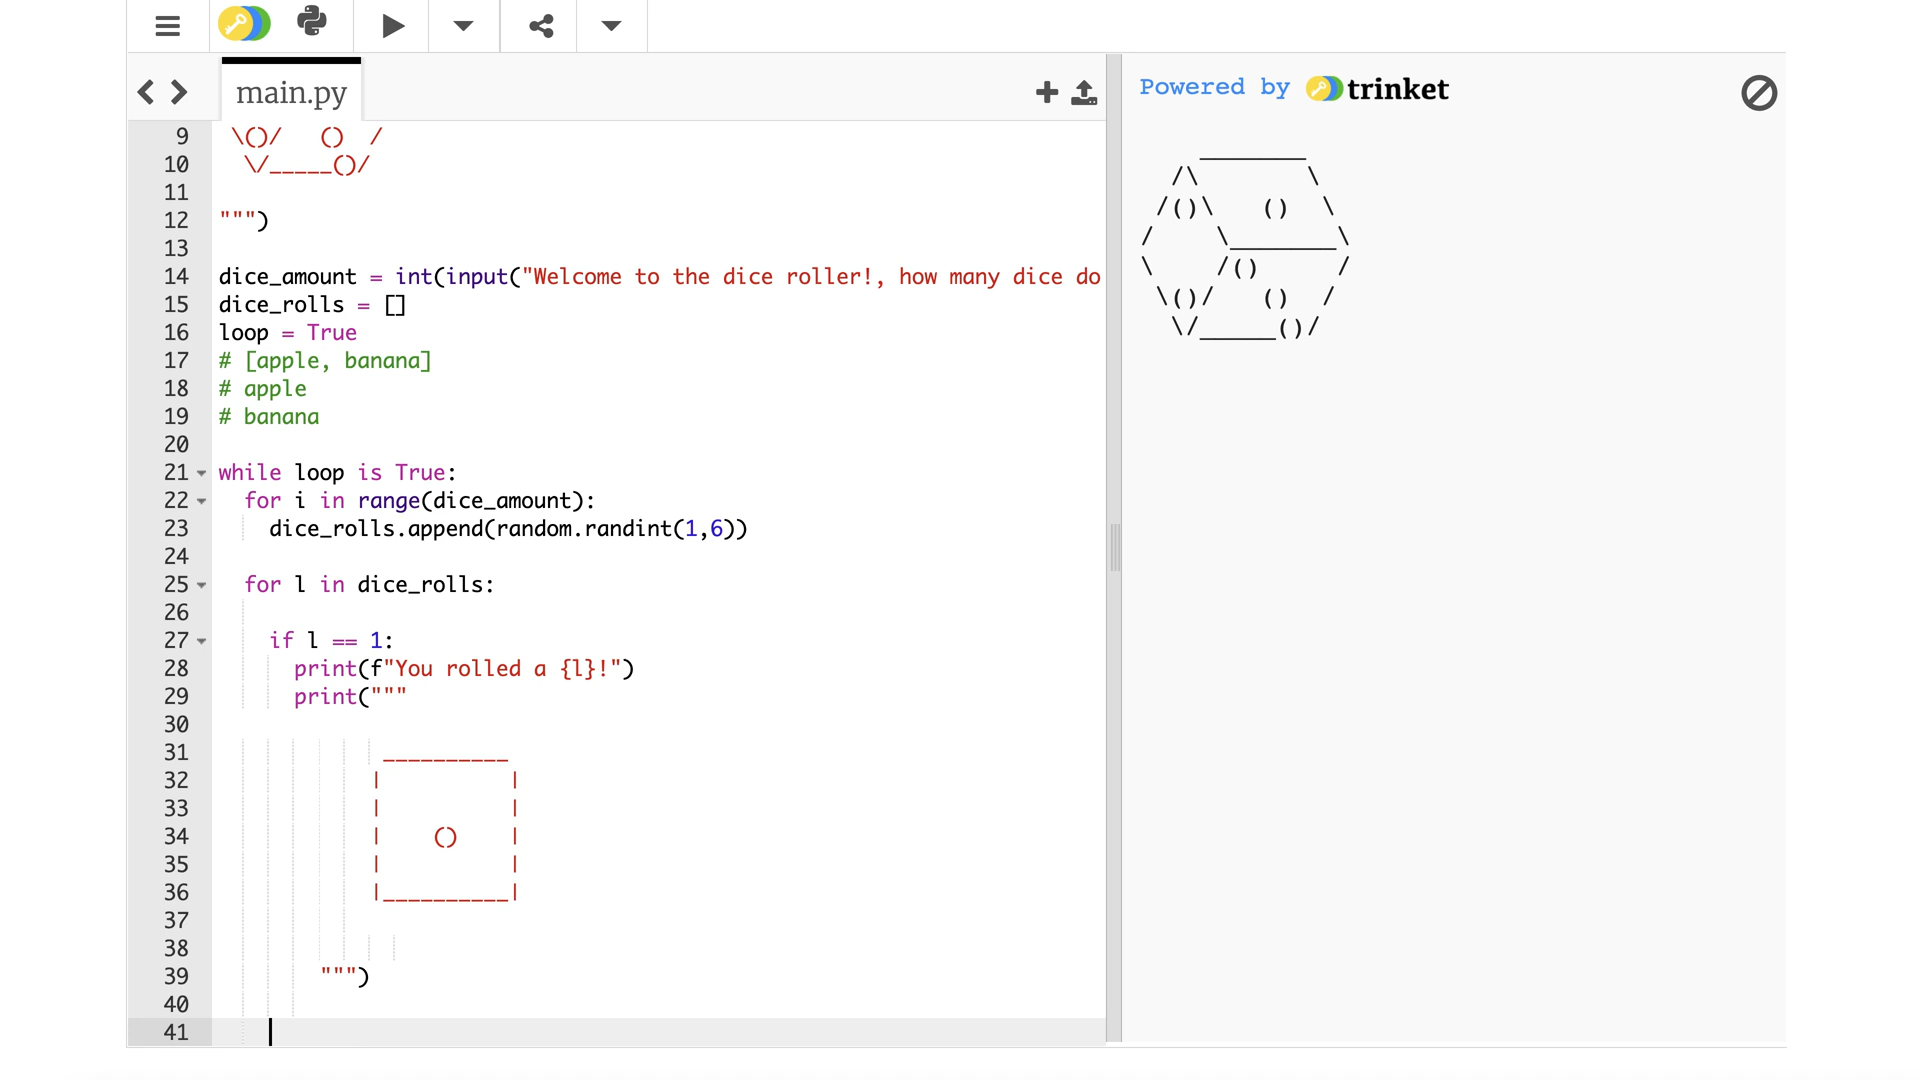 main.py
Powered by trinket
9 \()/   ()  /
10 \/_____()/
11
12 """)
13
14 dice_amount = int(input("Welcome to the dice roller!, how many dice do
15 dice_rolls = []
16 loop = True
17 # [apple, banana]
18 # apple
19 # banana
20
21 while loop is True:
22 for i in range(dice_amount):
23 dice_rolls.append(random.randint(1,6))
24
25 for l in dice_rolls:
26
27 if l == 1:
28 print(f"You rolled a {l}!")
29 print("""
30
31 __________
32 |          |
33 |          |
34 |    ()    |
35 |          |
36 |__________|
37
38
39 """)
40
41
    _______
  /\       \
 /()\   ()  \
/    \_______\
\    /()     /
 \()/   ()  /
  \/_____()/